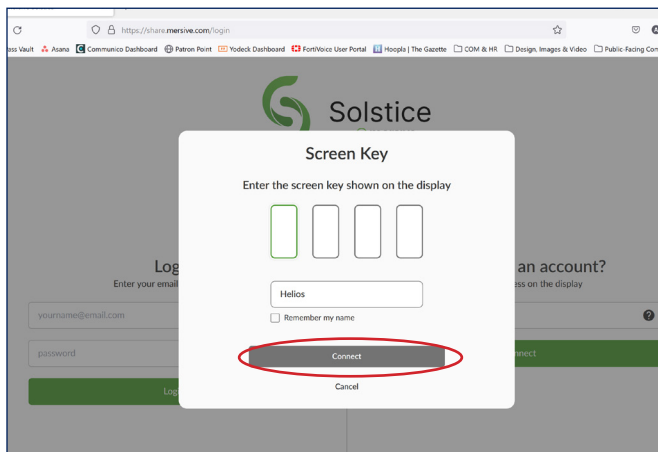 https://share.mersive.com/login
ass Vault Asana Communico Dashboard Patron Point Yodeck Dashboard FortiVoice User Portal Hoopla | The Gazette COM & HR Design, Images & Video Public-Facing Com
Solstice
Screen Key
Enter the screen key shown on the display
Log
an account?
Enter your email
ess on the display
Helios
yourname@email.com
Remember my name
password
Connect
nnect
Cancel
Log